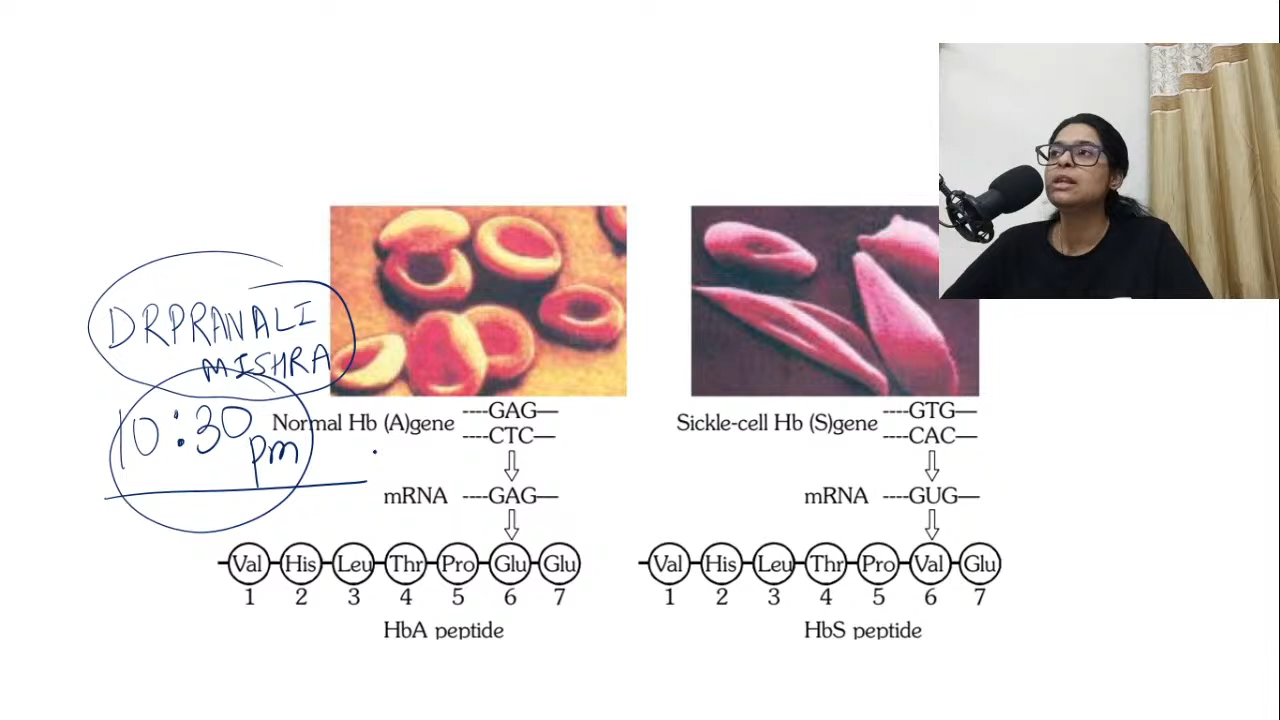 DRPRANALI
MISHRA
10:30
pm
Normal Hb (A)gene
----GAG—
----CTC—
mRNA ----GAG—
Val His Leu Thr Pro Glu Glu
1 2 3 4 5 6 7
HbA peptide
Sickle-cell Hb (S)gene
----GTG—
----CAC—
mRNA ----GUG—
Val His Leu Thr Pro Val Glu
1 2 3 4 5 6 7
HbS peptide